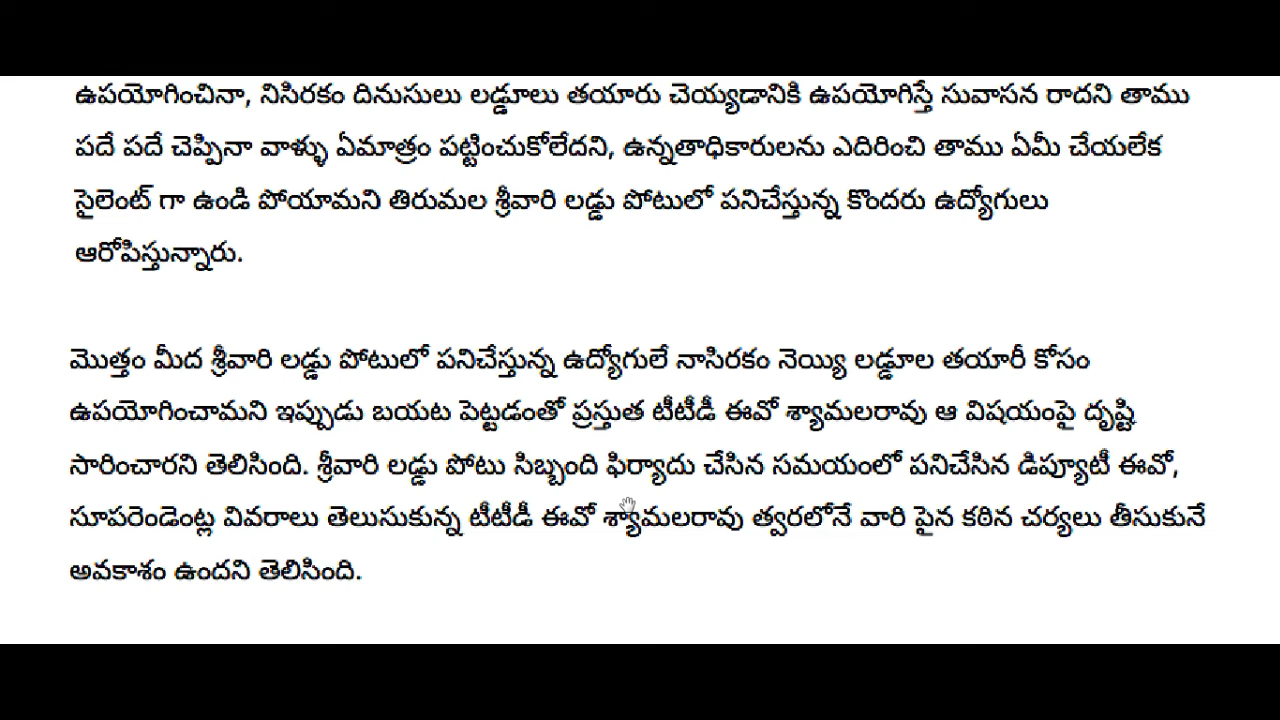 ఉపయోగించినా, నిసిరకం దినుసులు లడ్డూలు తయారు చెయ్యడానికి ఉపయోగిస్తే సువాసన రాదని తాము
పదే పదే చెప్పినా వాళ్ళు ఏమాత్రం పట్టించుకోలేదని, ఉన్నతాధికారులను ఎదిరించి తాము ఏమీ చేయలేక
సైలెంట్ గా ఉండి పోయామని తిరుమల శ్రీవారి లడ్డు పోటులో పనిచేస్తున్న కొందరు ఉద్యోగులు
ఆరోపిస్తున్నారు.
మొత్తం మీద శ్రీవారి లడ్డు పోటులో పనిచేస్తున్న ఉద్యోగులే నాసిరకం నెయ్యి లడ్డూల తయారీ కోసం
ఉపయోగించామని ఇప్పుడు బయట పెట్టడంతో ప్రస్తుత టీటీడీ ఈవో శ్యామలరావు ఆ విషయంపై దృష్టి
సారించారని తెలిసింది. శ్రీవారి లడ్డు పోటు సిబ్బంది ఫిర్యాదు చేసిన సమయంలో పనిచేసిన డిప్యూటీ ఈవో,
సూపరెండెంట్ల వివరాలు తెలుసుకున్న టీటీడీ ఈవో శ్యామలరావు త్వరలోనే వారి పైన కఠిన చర్యలు తీసుకునే
అవకాశం ఉందని తెలిసింది.